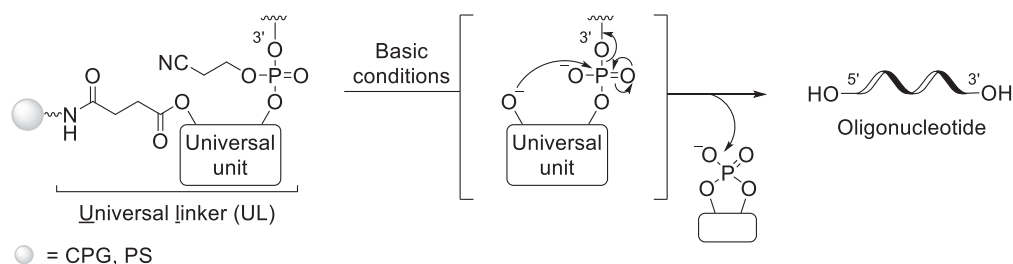 3'
O
NC
O
P
O
O
O
N
H
O
O
Universal
unit
Universal linker (UL)
= CPG, PS
Basic
conditions
3'
O
−O
P
O
O
O−
Universal
unit
−O
O
P
O
O
HO
5'
3'
OH
Oligonucleotide